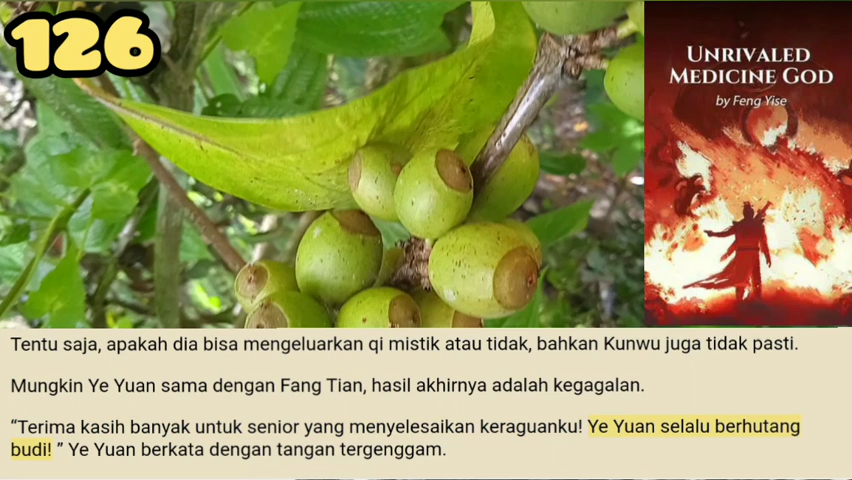 126
UNRIVALED
MEDICINE GOD
by Feng Yise
Tentu saja, apakah dia bisa mengeluarkan qi mistik atau tidak, bahkan Kunwu juga tidak pasti.
Mungkin Ye Yuan sama dengan Fang Tian, hasil akhirnya adalah kegagalan.
“Terima kasih banyak untuk senior yang menyelesaikan keraguanku! Ye Yuan selalu berhutang
budi! ” Ye Yuan berkata dengan tangan tergenggam.